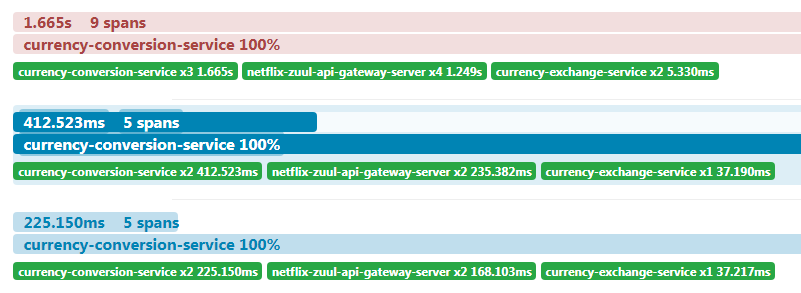 1.665s 9 spans
currency-conversion-service 100%
currency-conversion-service x3 1.665s netflix-zuul-api-gateway-server x4 1.249s currency-exchange-service x2 5.330ms
412.523ms 5 spans
currency-conversion-service 100%
currency-conversion-service x2 412.523ms netflix-zuul-api-gateway-server x2 235.382ms currency-exchange-service x1 37.190ms
225.150ms 5 spans
currency-conversion-service 100%
currency-conversion-service x2 225.150ms netflix-zuul-api-gateway-server x2 168.103ms currency-exchange-service x1 37.217ms